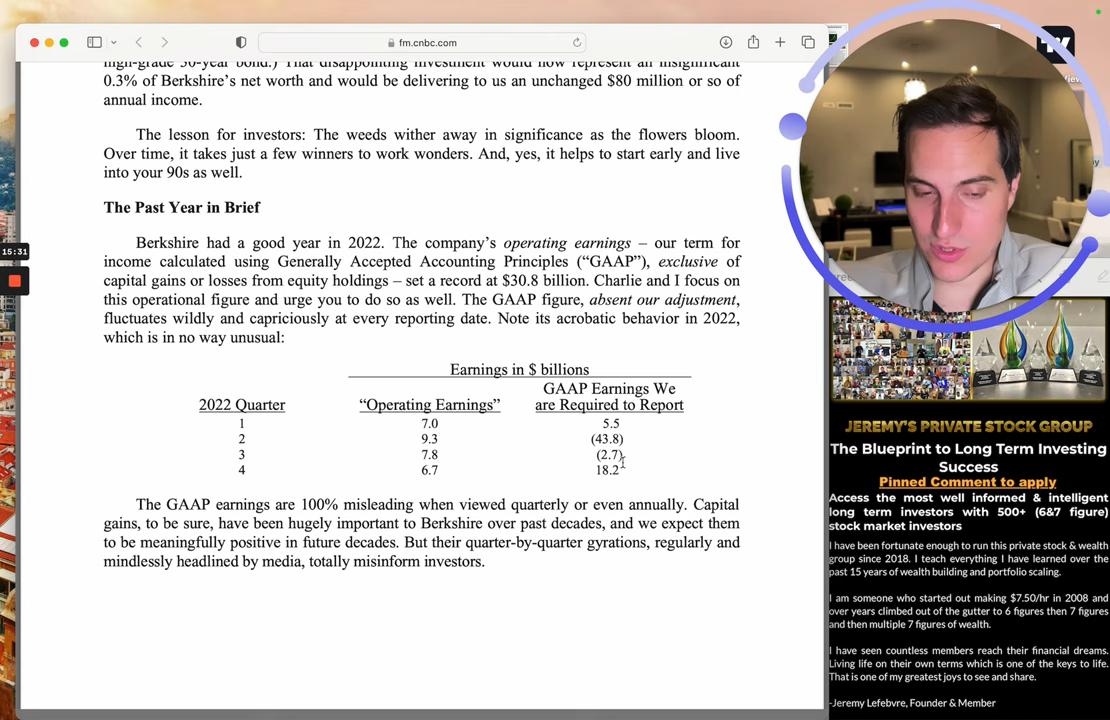 fm.cnbc.com
high-grade 30-year bond.) That disappointing investment would now represent an insignificant
0.3% of Berkshire's net worth and would be delivering to us an unchanged $80 million or so of
annual income.
The lesson for investors: The weeds wither away in significance as the flowers bloom.
Over time, it takes just a few winners to work wonders. And, yes, it helps to start early and live
into your 90s as well.
The Past Year in Brief
Berkshire had a good year in 2022. The company's operating earnings – our term for
income calculated using Generally Accepted Accounting Principles ("GAAP"), exclusive of
capital gains or losses from equity holdings – set a record at $30.8 billion. Charlie and I focus on
this operational figure and urge you to do so as well. The GAAP figure, absent our adjustment,
fluctuates wildly and capriciously at every reporting date. Note its acrobatic behavior in 2022,
which is in no way unusual:
Earnings in $ billions
GAAP Earnings We
2022 Quarter "Operating Earnings" are Required to Report
1 7.0 5.5
2 9.3 (43.8)
3 7.8 (2.7)
4 6.7 18.2
The GAAP earnings are 100% misleading when viewed quarterly or even annually. Capital
gains, to be sure, have been hugely important to Berkshire over past decades, and we expect them
to be meaningfully positive in future decades. But their quarter-by-quarter gyrations, regularly and
mindlessly headlined by media, totally misinform investors.
15:31
JEREMY'S PRIVATE STOCK GROUP
The Blueprint to Long Term Investing
Success
Pinned Comment to apply
Access the most well informed & intelligent
long term investors with 500+ (6&7 figure)
stock market investors
I have been fortunate enough to run this private stock & wealth
group since 2018. I teach everything I have learned over the
past 15 years of wealth building and portfolio scaling.
I am someone who started out making $7.50/hr in 2008 and
over years climbed out of the gutter to 6 figures then 7 figures
and then multiple 7 figures of wealth.
I have seen countless members reach their financial dreams.
Living life on their own terms which is one of the keys to life.
That is one of my greatest joys to see and share.
-Jeremy Lefebvre, Founder & Member